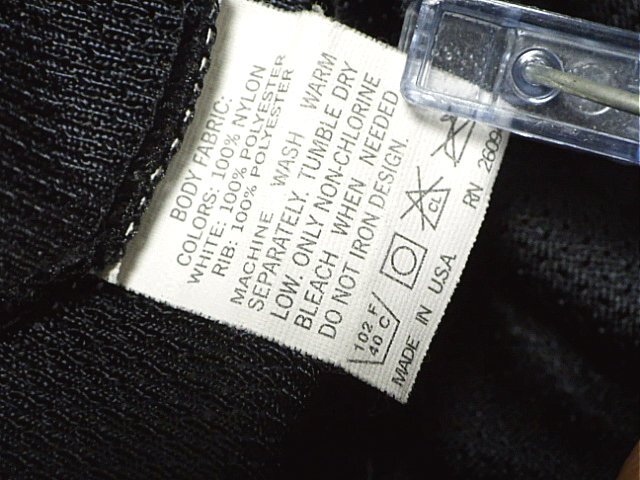 BODY FABRIC:
COLORS: 100% NYLON
WHITE: 100% POLYESTER
RIB: 100% POLYESTER
MACHINE WASH WARM
SEPARATELY. TUMBLE DRY
LOW. ONLY NON-CHLORINE
BLEACH WHEN NEEDED
DO NOT IRON DESIGN.
102 F/
40 C/
CL
MADE IN USA
RN